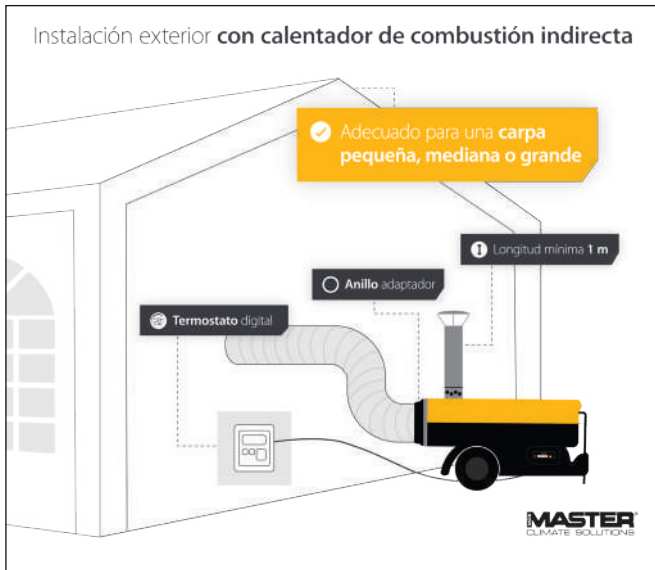 Instalación exterior con calentador de combustión indirecta
Adecuado para una carpa
pequeña, mediana o grande
Longitud mínima 1 m
Anillo adaptador
Termostato digital
MASTER
CLIMATE SOLUTIONS